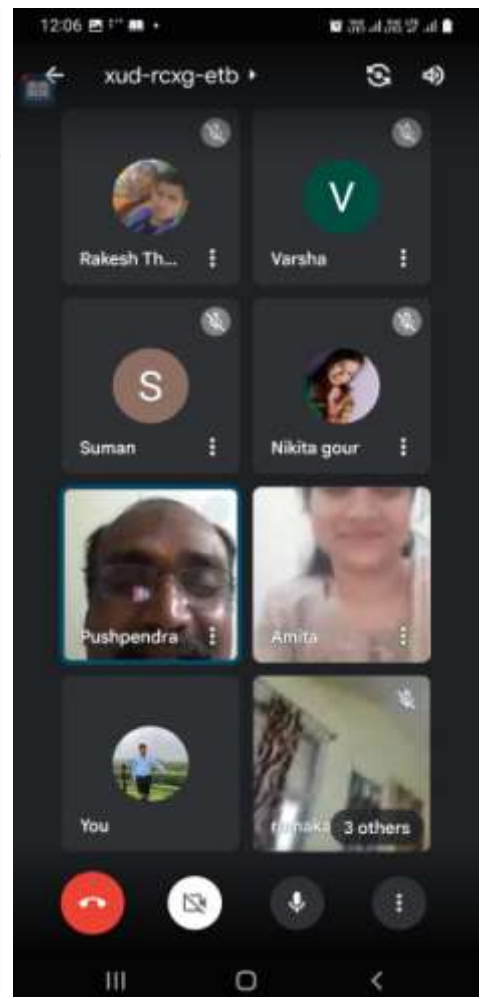 12:06
xud-rcxg-etb
Rakesh Th...
Varsha
V
Suman
S
Nikita gour
Pushpendra
Amita
You
3 others